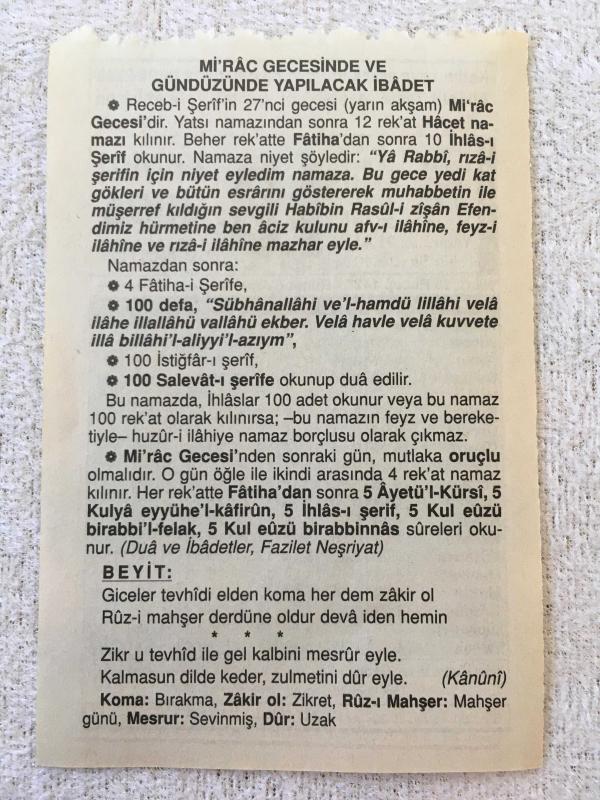 Mİ'RÂC GECESİNDE VE
GÜNDÜZÜNDE YAPILACAK İBÂDET
❁ Receb-i Şerîf'in 27'nci gecesi (yarın akşam) Mi'râc
Gecesi'dir. Yatsı namazından sonra 12 rek'at Hâcet na-
mazı kılınır. Beher rek'atte Fâtiha'dan sonra 10 İhlâs-ı
Şerîf okunur. Namaza niyet şöyledir: “Yâ Rabbî, rızâ-i
şerifin için niyet eyledim namaza. Bu gece yedi kat
gökleri ve bütün esrârını göstererek muhabbetin ile
müşerref kıldığın sevgili Habîbin Rasûl-i zîşân Efen-
dimiz hürmetine ben âciz kulunu afv-ı ilâhîne, feyz-i
ilâhîne ve rızâ-i ilâhîne mazhar eyle.”
Namazdan sonra:
❁ 4 Fâtiha-i Şerîfe,
❁ 100 defa, “Sübhânallâhi ve'l-hamdü lillâhi velâ
ilâhe illallâhü vallâhü ekber. Velâ havle velâ kuvvete
illâ billâhi'l-aliyyi'l-azıym”,
❁ 100 İstiğfâr-ı şerîf,
❁ 100 Salevât-ı şerîfe okunup duâ edilir.
Bu namazda, İhlâslar 100 adet okunur veya bu namaz
100 rek'at olarak kılınırsa; –bu namazın feyz ve bereke-
tiyle– huzûr-i ilâhiye namaz borçlusu olarak çıkmaz.
❁ Mi'râc Gecesi'nden sonraki gün, mutlaka oruçlu
olmalıdır. O gün öğle ile ikindi arasında 4 rek'at namaz
kılınır. Her rek'atte Fâtiha'dan sonra 5 Âyetü'l-Kürsî, 5
Kulyâ eyyühe'l-kâfirûn, 5 İhlâs-ı şerif, 5 Kul eûzü
birabbi'l-felak, 5 Kul eûzü birabbinnâs sûreleri oku-
nur. (Duâ ve İbâdetler, Fazilet Neşriyat)
BEYİT:
Giceler tevhîdi elden koma her dem zâkir ol
Rûz-i mahşer derdüne oldur devâ iden hemin
* * *
Zikr u tevhîd ile gel kalbini mesrûr eyle.
Kalmasun dilde keder, zulmetini dûr eyle. (Kânûnî)
Koma: Bırakma, Zâkir ol: Zikret, Rûz-ı Mahşer: Mahşer
günü, Mesrur: Sevinmiş, Dûr: Uzak